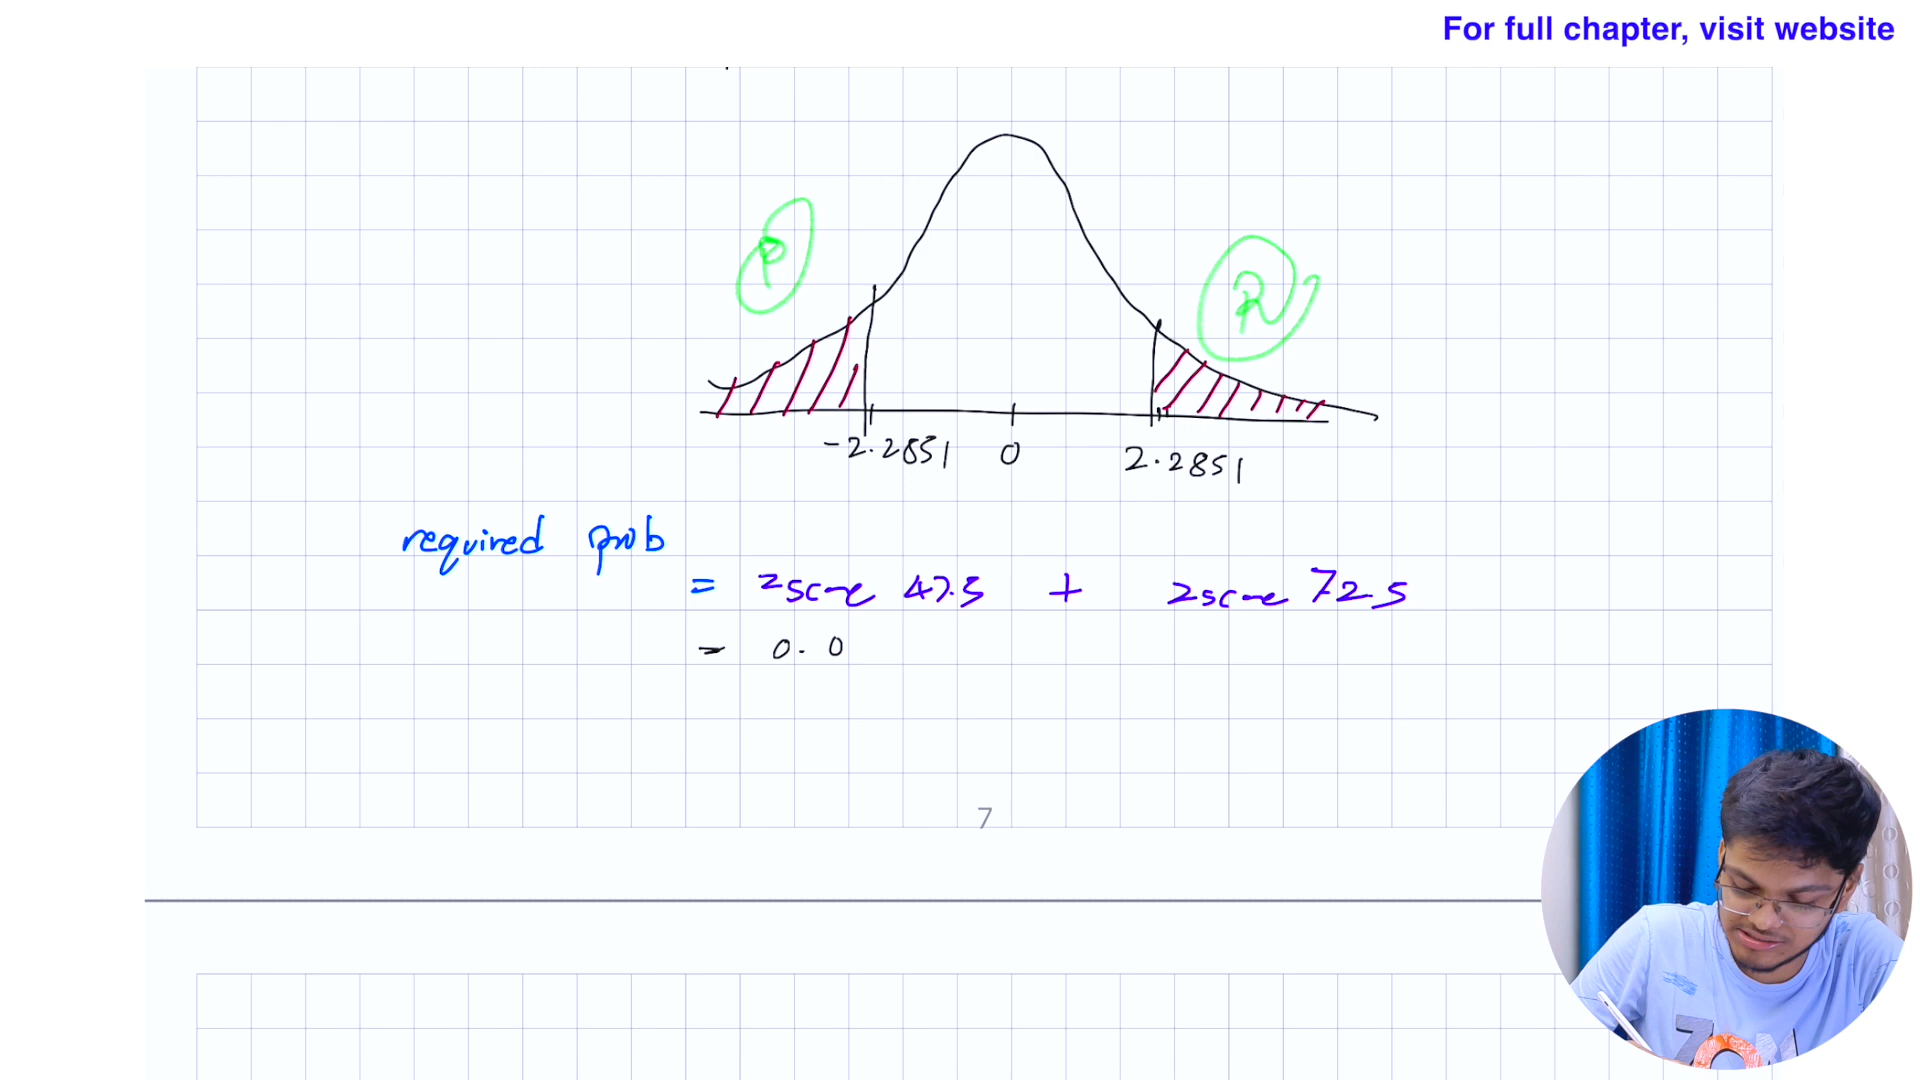 For full chapter, visit website
P
R
-2.2851 0 2.2851
required prob
= zscore 47.5 + zscore 72.5
= 0.0
7